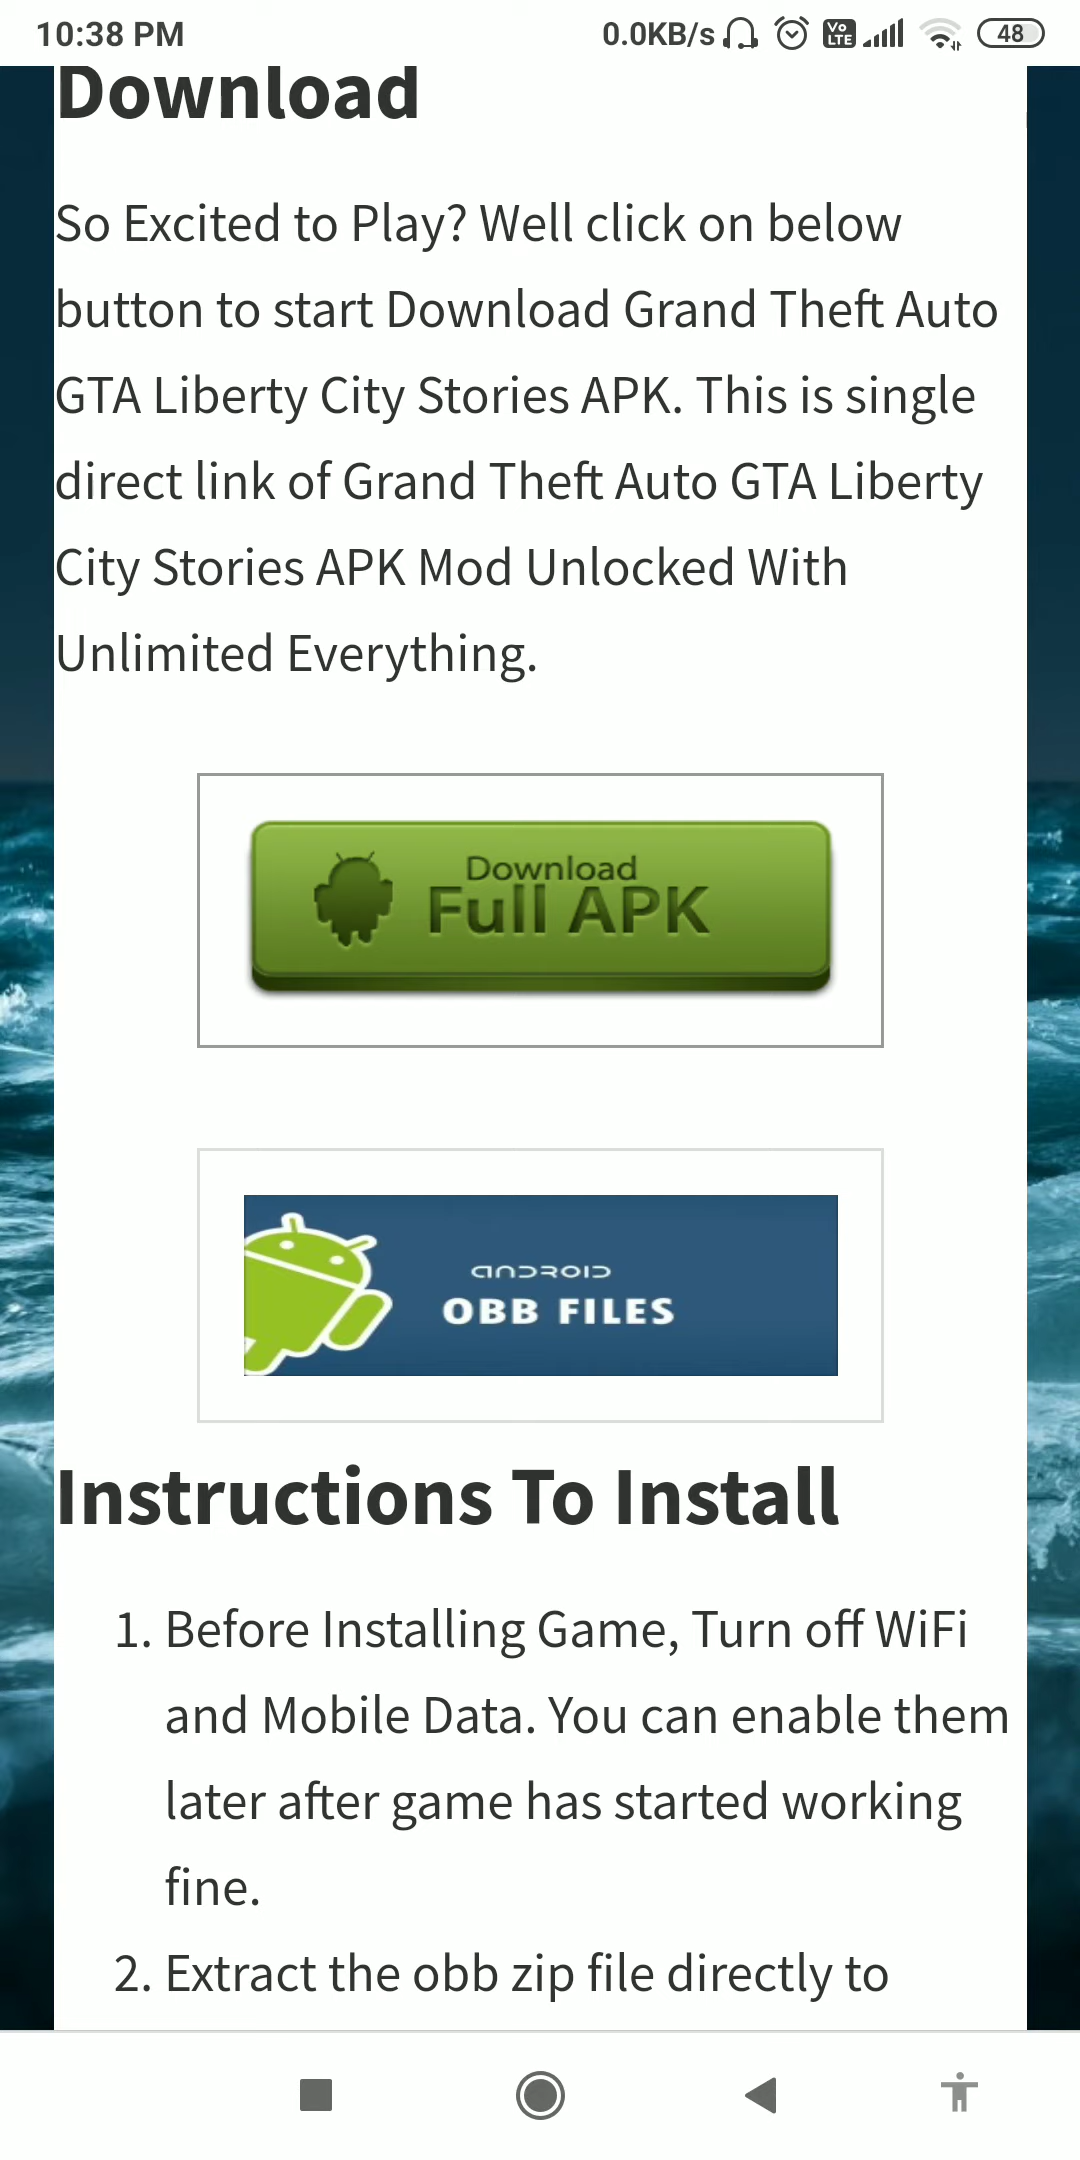 10:38 PM
0.0KB/s
Vo LTE
48
Download
So Excited to Play? Well click on below
button to start Download Grand Theft Auto
GTA Liberty City Stories APK. This is single
direct link of Grand Theft Auto GTA Liberty
City Stories APK Mod Unlocked With
Unlimited Everything.
Download
Full APK
ANDROID
OBB FILES
Instructions To Install
1. Before Installing Game, Turn off WiFi
and Mobile Data. You can enable them
later after game has started working
fine.
2. Extract the obb zip file directly to